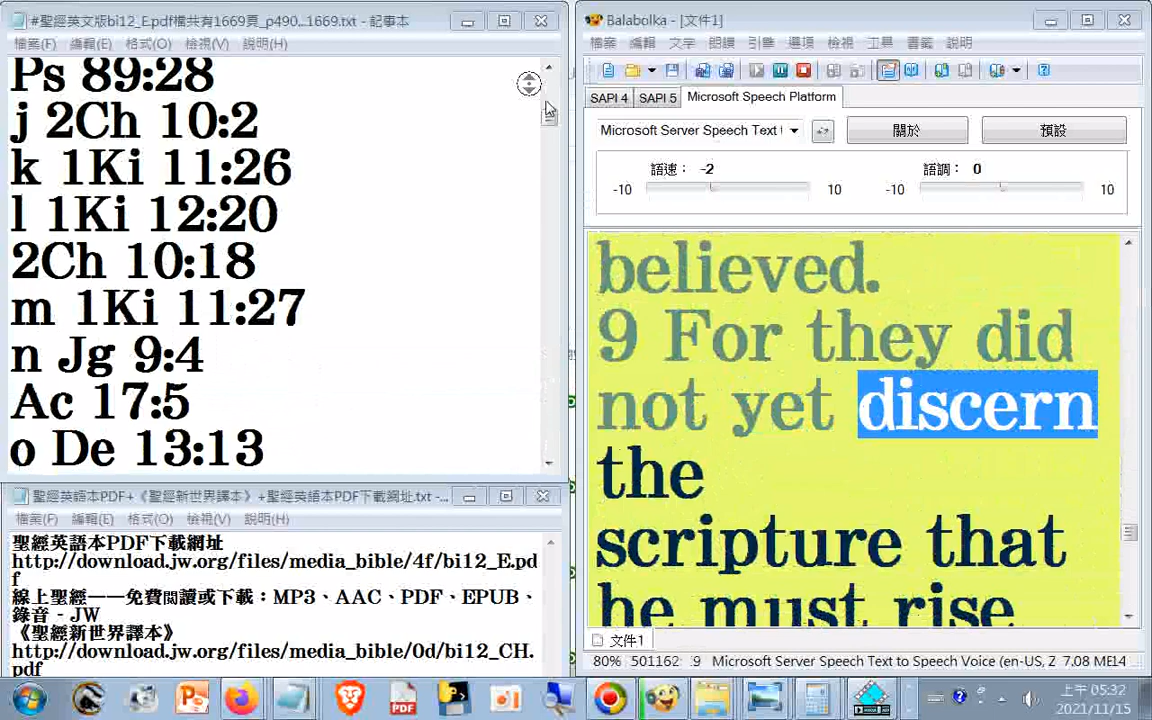 #聖經英文版bi12_E.pdf檔共有1669頁_p490,..1669.txt - 記事本
檔案(F) 編輯(E) 格式(O) 檢視(V) 說明(H)
Ps 89:28
j 2Ch 10:2
k 1Ki 11:26
l 1Ki 12:20
2Ch 10:18
m 1Ki 11:27
n Jg 9:4
Ac 17:5
o De 13:13
聖經英語本PDF+《聖經新世界譯本》+聖經英語本PDF下載網址.txt -...
檔案(F) 編輯(E) 格式(O) 檢視(V) 說明(H)
聖經英語本PDF下載網址
http://download.jw.org/files/media_bible/4f/bi12_E.pd
f
線上聖經——免費閱讀或下載：MP3、AAC、PDF、EPUB、
錄音 - JW
《聖經新世界譯本》
http://download.jw.org/files/media_bible/0d/bi12_CH.
pdf
Balabolka - [文件1]
檔案 編輯 文字 朗讀 引擎 選項 檢視 工具 書籤 說明
SAPI 4 SAPI 5 Microsoft Speech Platform
Microsoft Server Speech Text 關於 預設
語速： -2 語調： 0
-10 10 -10 10
believed.
9 For they did
not yet discern
the
scripture that
he must rise
文件1
80% 501162 :9 Microsoft Server Speech Text to Speech Voice (en-US, Z 7.08 ME14
上午 05:32
2021/11/15